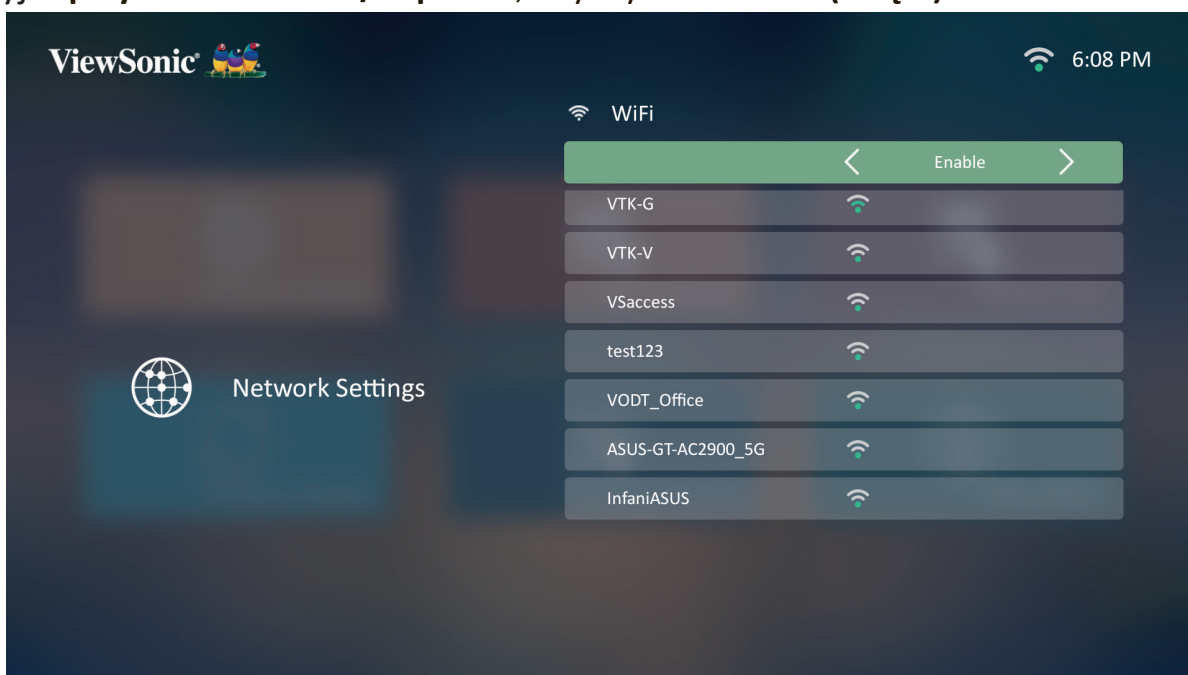 ViewSonic®
6:08 PM
WiFi
Enable
VTK-G
VTK-V
VSaccess
test123
Network Settings
VODT_Office
ASUS-GT-AC2900_5G
InfaniASUS